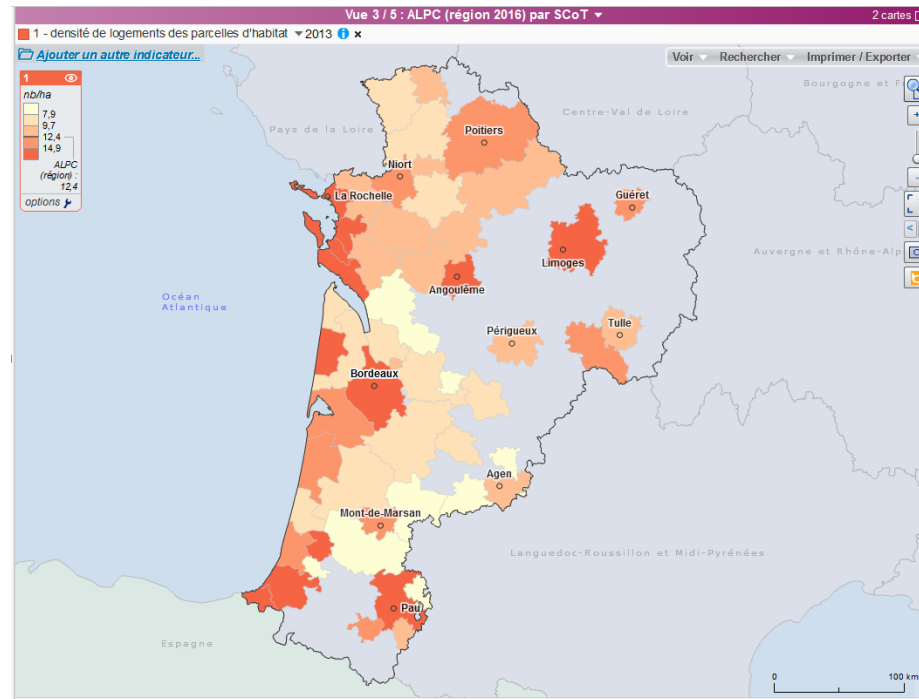 Vue 3 / 5 : ALPC (région 2016) par SCoT
2 cartes
1 - densité de logements des parcelles d'habitat 2013
Ajouter un autre indicateur...
Voir Rechercher Imprimer / Exporter
1
nb/ha
7,9
9,7
12,4
14,9
ALPC
(région) :
12,4
options
Bourgogne et
Centre-Val de Loire
Pays de la Loire
Poitiers
Niort
La Rochelle
Guéret
Limoges
Auvergne et Rhône-Alp
Angoulême
Océan
Atlantique
Périgueux
Tulle
Bordeaux
Agen
Mont-de-Marsan
Languedoc-Roussillon et Midi-Pyrénées
Pau
Espagne
0 100 km